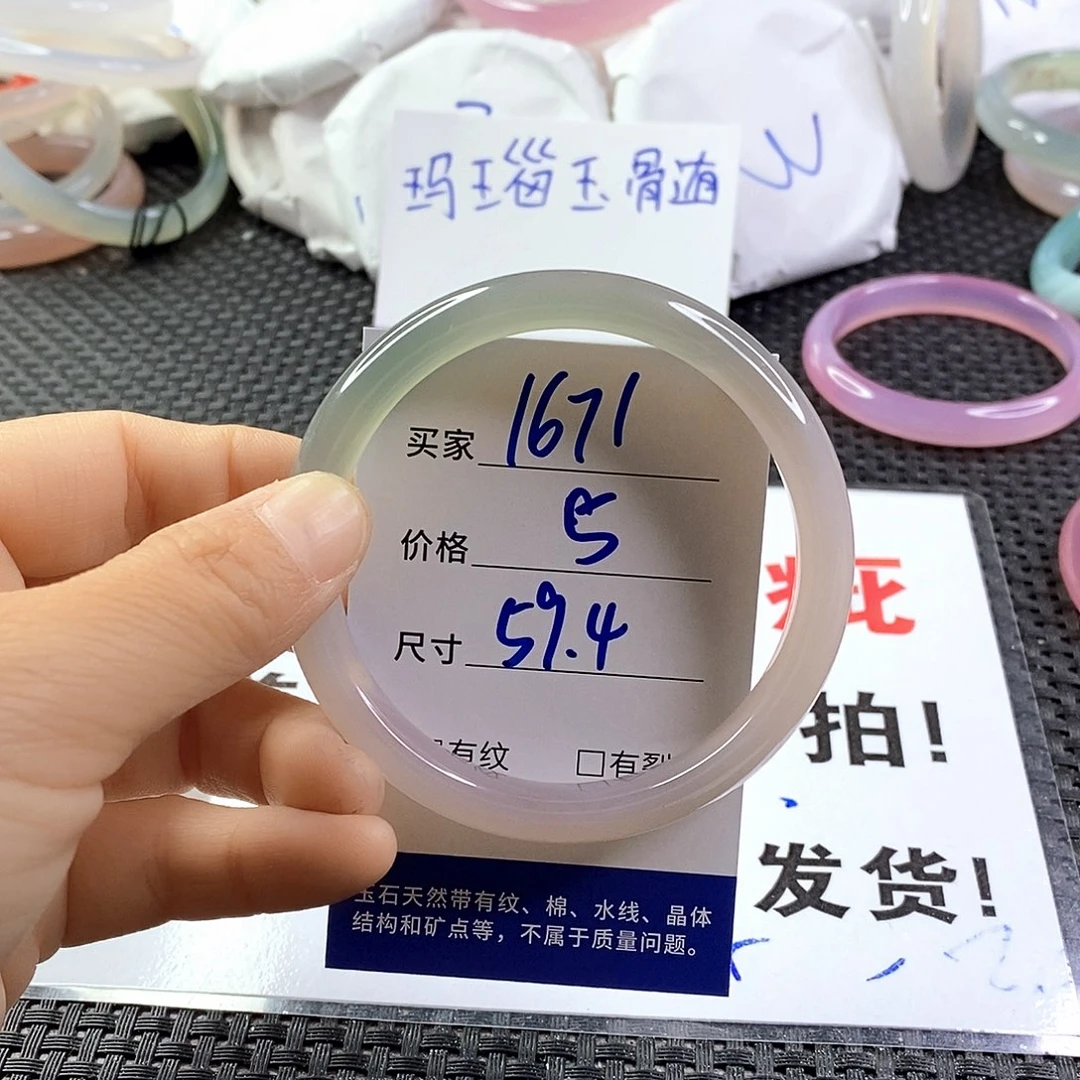 玛瑙玉骨髓
买家 1671
价格 5
尺寸 59.4
有纹 □有裂
玉石天然带有纹、棉、水线、晶体
结构和矿点等，不属于质量问题。
疵
拍！
发货！